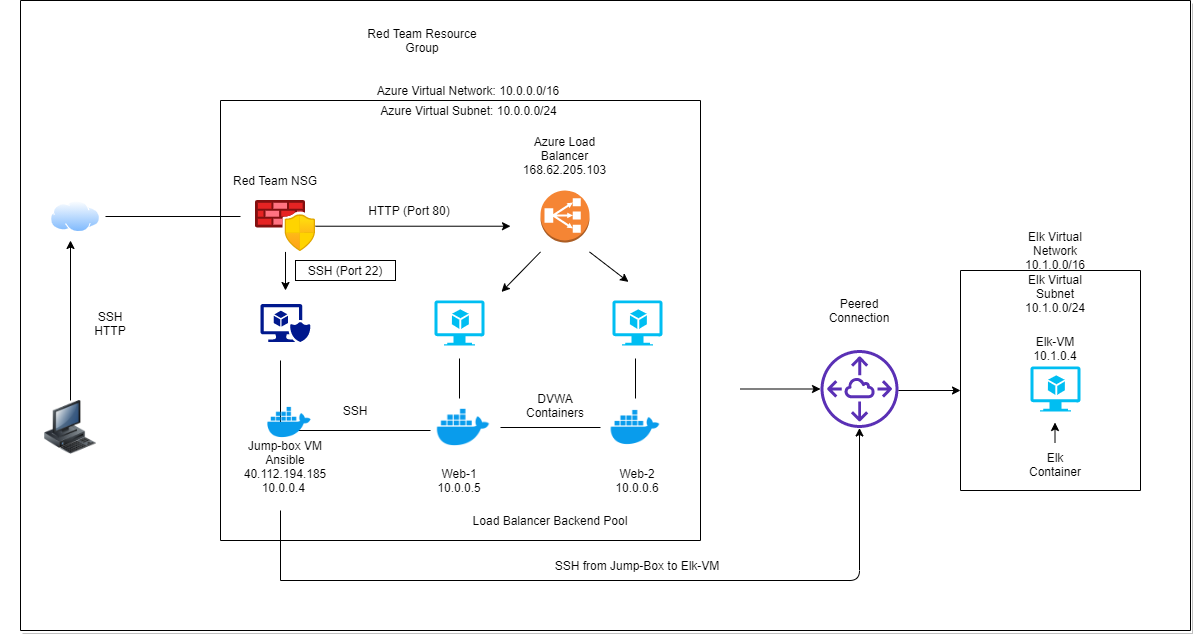 Red Team Resource
Group
Azure Virtual Network: 10.0.0.0/16
Azure Virtual Subnet: 10.0.0.0/24
Azure Load
Balancer
168.62.205.103
Red Team NSG
HTTP (Port 80)
SSH (Port 22)
SSH
HTTP
SSH
DVWA
Containers
Jump-box VM
Ansible
40.112.194.185
10.0.0.4
Web-1
10.0.0.5
Web-2
10.0.0.6
Load Balancer Backend Pool
SSH from Jump-Box to Elk-VM
Peered
Connection
Elk Virtual
Network
10.1.0.0/16
Elk Virtual
Subnet
10.1.0.0/24
Elk-VM
10.1.0.4
Elk
Container